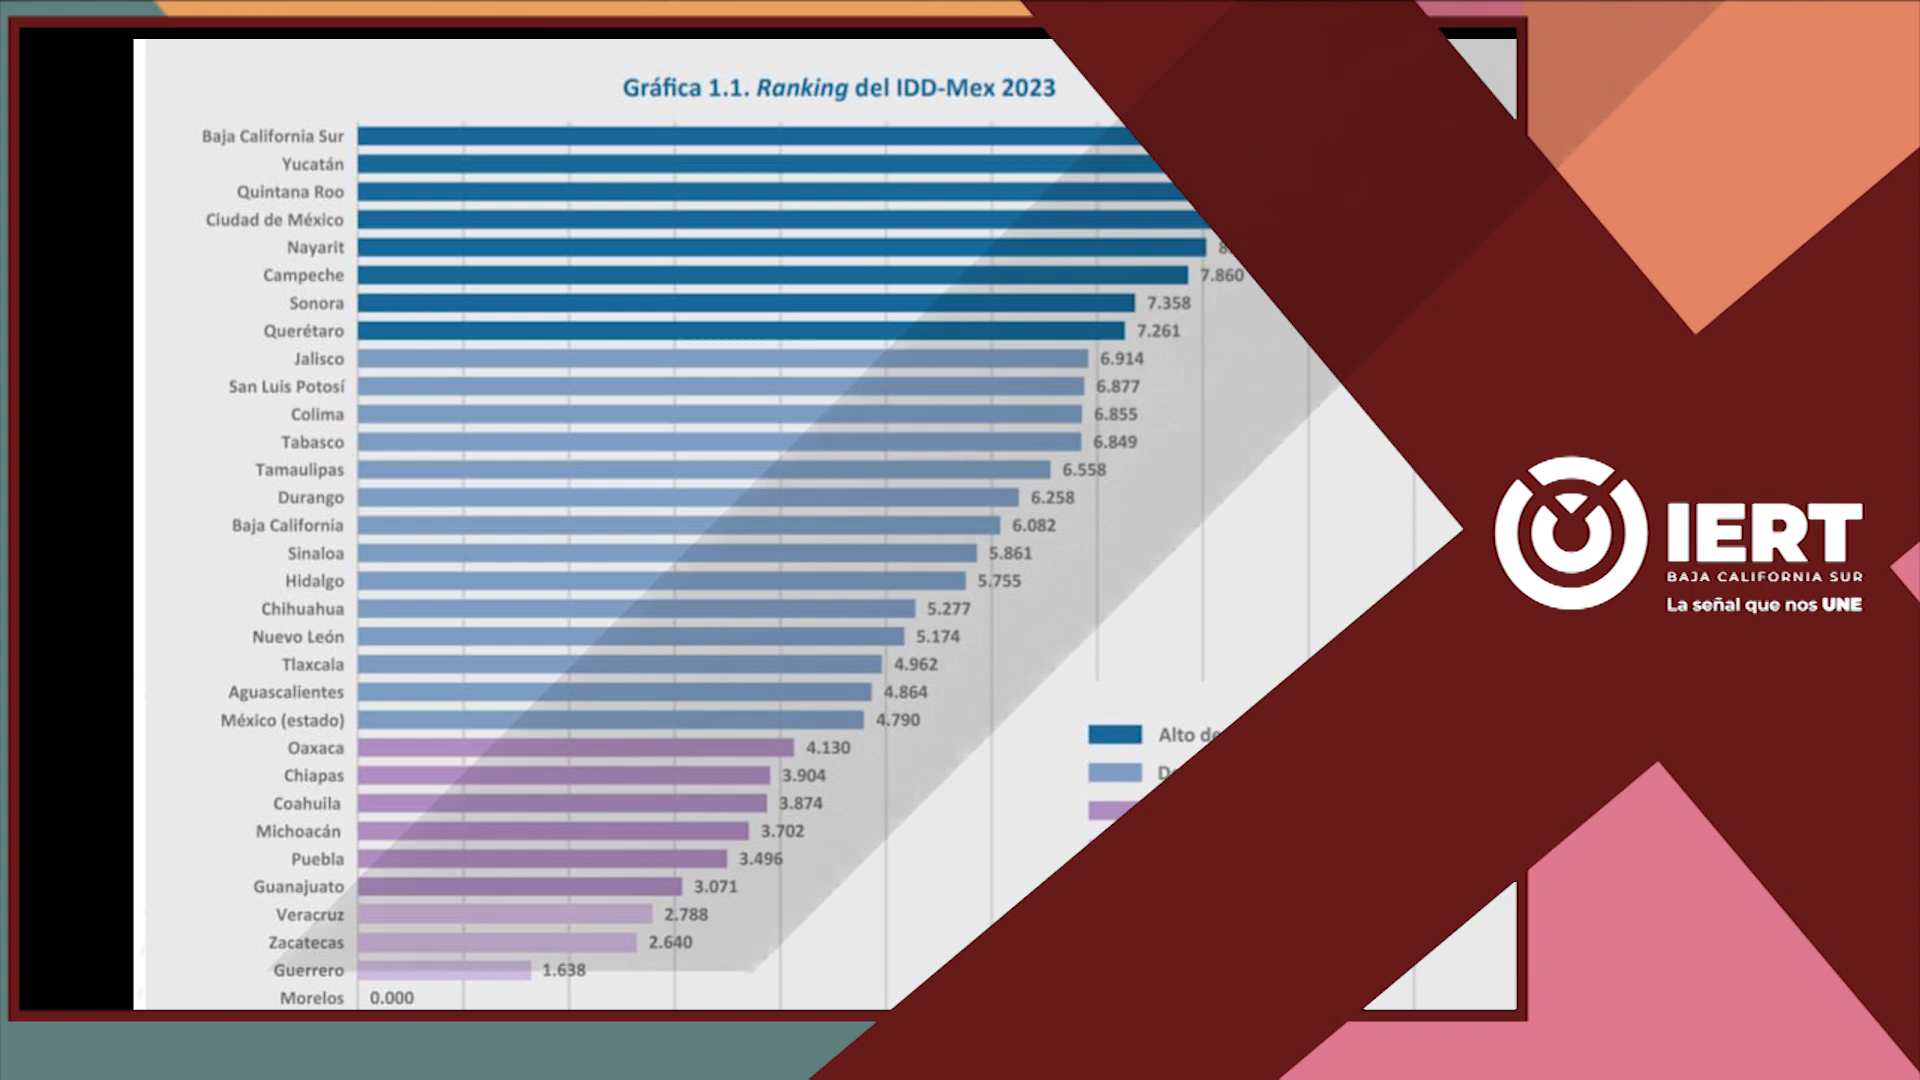 Gráfica 1.1. Ranking del IDD-Mex 2023
Baja California Sur
Yucatán
Quintana Roo
Ciudad de México
Nayarit
Campeche 7.860
Sonora 7.358
Querétaro 7.261
Jalisco 6.914
San Luis Potosí 6.877
Colima 6.855
Tabasco 6.849
Tamaulipas 6.558
Durango 6.258
Baja California 6.082
Sinaloa 5.861
Hidalgo 5.755
Chihuahua 5.277
Nuevo León 5.174
Tlaxcala 4.962
Aguascalientes 4.864
México (estado) 4.790
Oaxaca 4.130
Chiapas 3.904
Coahuila 3.874
Michoacán 3.702
Puebla 3.496
Guanajuato 3.071
Veracruz 2.788
Zacatecas 2.640
Guerrero 1.638
Morelos 0.000
Alto
IERT
BAJA CALIFORNIA SUR
La señal que nos UNE